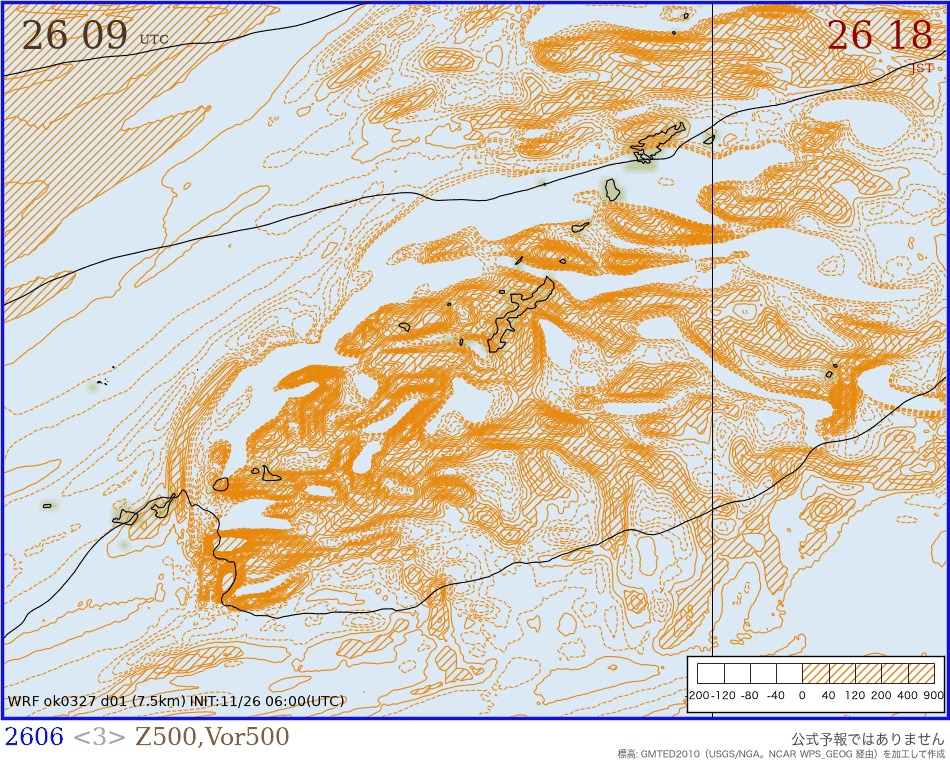 26 09 UTC
26 18
JST
-200 -120 -80 -40 0 40 120 200 400 900
WRF ok0327 d01 (7.5km) INIT:11/26 06:00(UTC)
2606 <3> Z500,Vor500
公式予報ではありません
標高: GMTED2010（USGS/NGA。NCAR WPS_GEOG 経由）を加工して作成